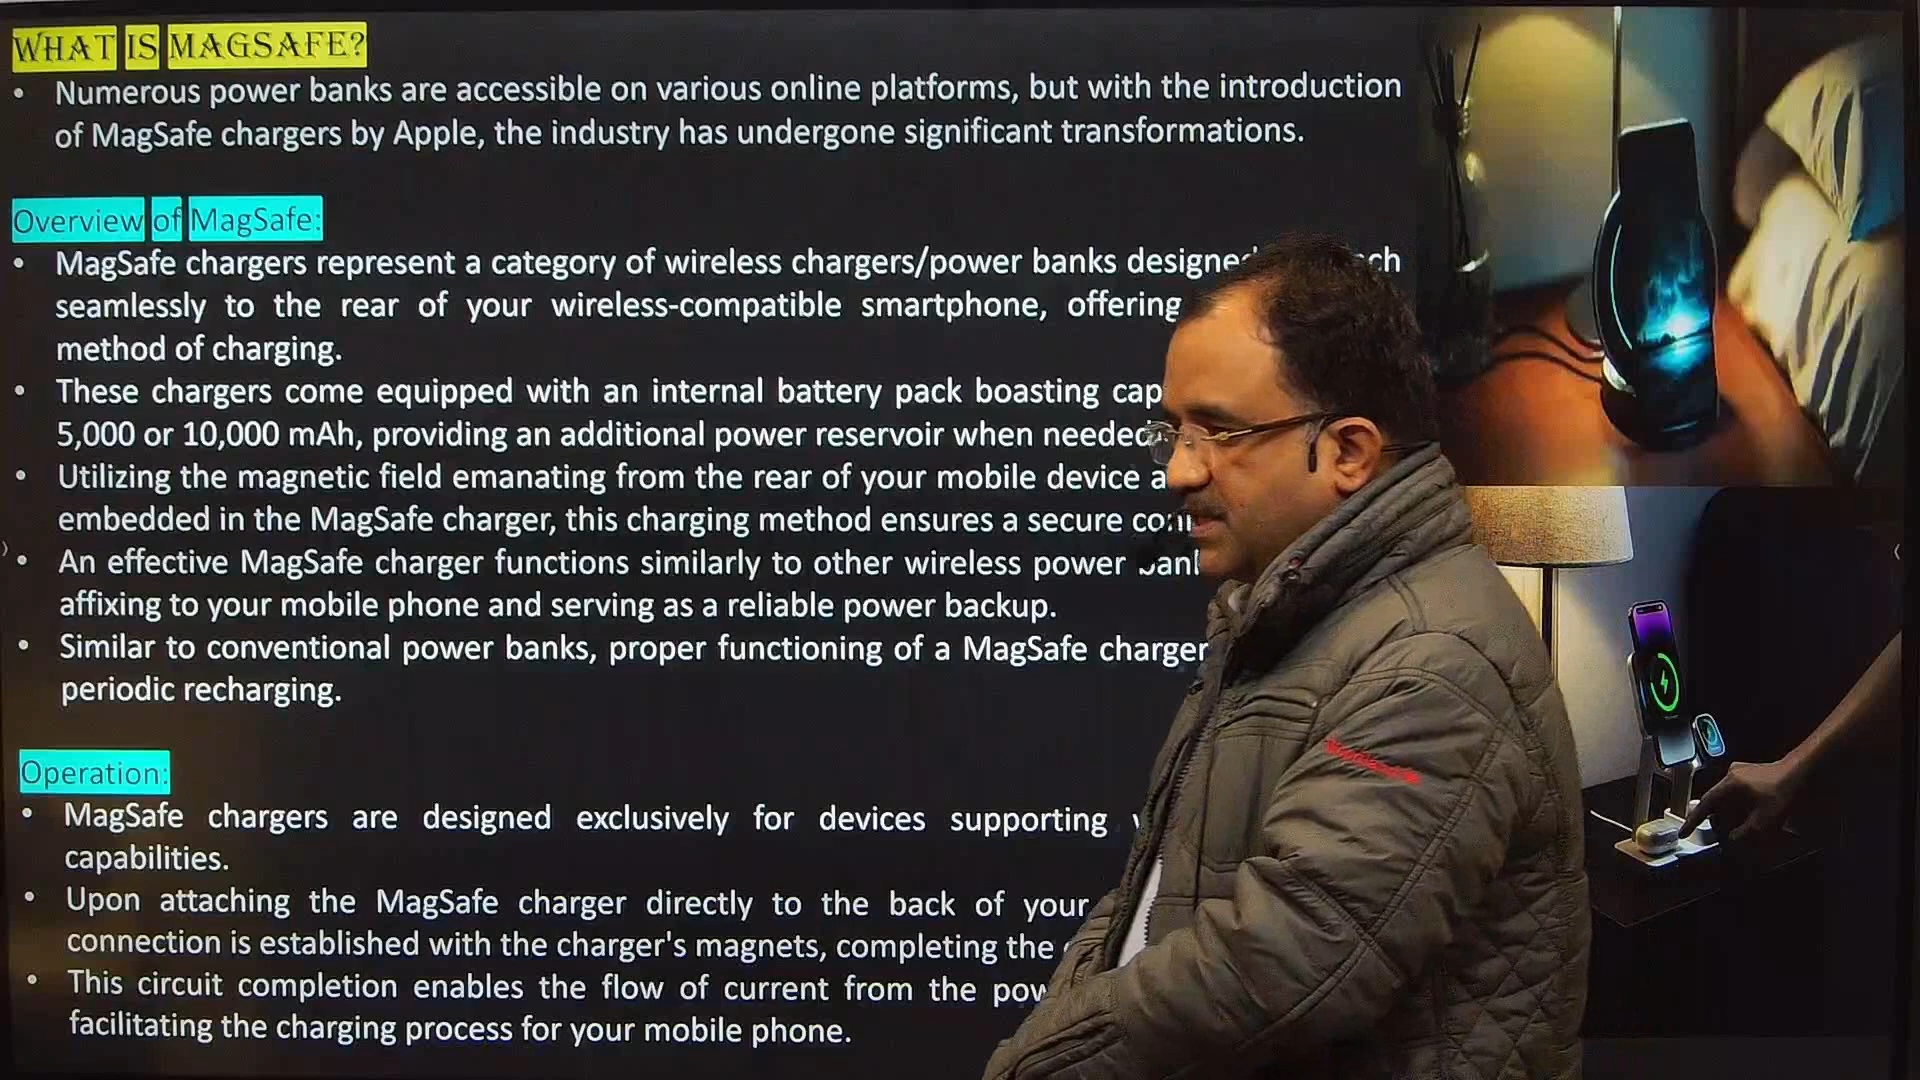 WHAT IS MAGSAFE?
• Numerous power banks are accessible on various online platforms, but with the introduction
of MagSafe chargers by Apple, the industry has undergone significant transformations.
Overview of MagSafe:
• MagSafe chargers represent a category of wireless chargers/power banks designed
seamlessly to the rear of your wireless-compatible smartphone, offering
method of charging.
• These chargers come equipped with an internal battery pack boasting
5,000 or 10,000 mAh, providing an additional power reservoir when needed
• Utilizing the magnetic field emanating from the rear of your mobile device
embedded in the MagSafe charger, this charging method ensures a secure
• An effective MagSafe charger functions similarly to other wireless power
affixing to your mobile phone and serving as a reliable power backup.
• Similar to conventional power banks, proper functioning of a MagSafe charger
periodic recharging.
Operation:
• MagSafe chargers are designed exclusively for devices supporting
capabilities.
• Upon attaching the MagSafe charger directly to the back of your
connection is established with the charger's magnets, completing the
• This circuit completion enables the flow of current from the
facilitating the charging process for your mobile phone.